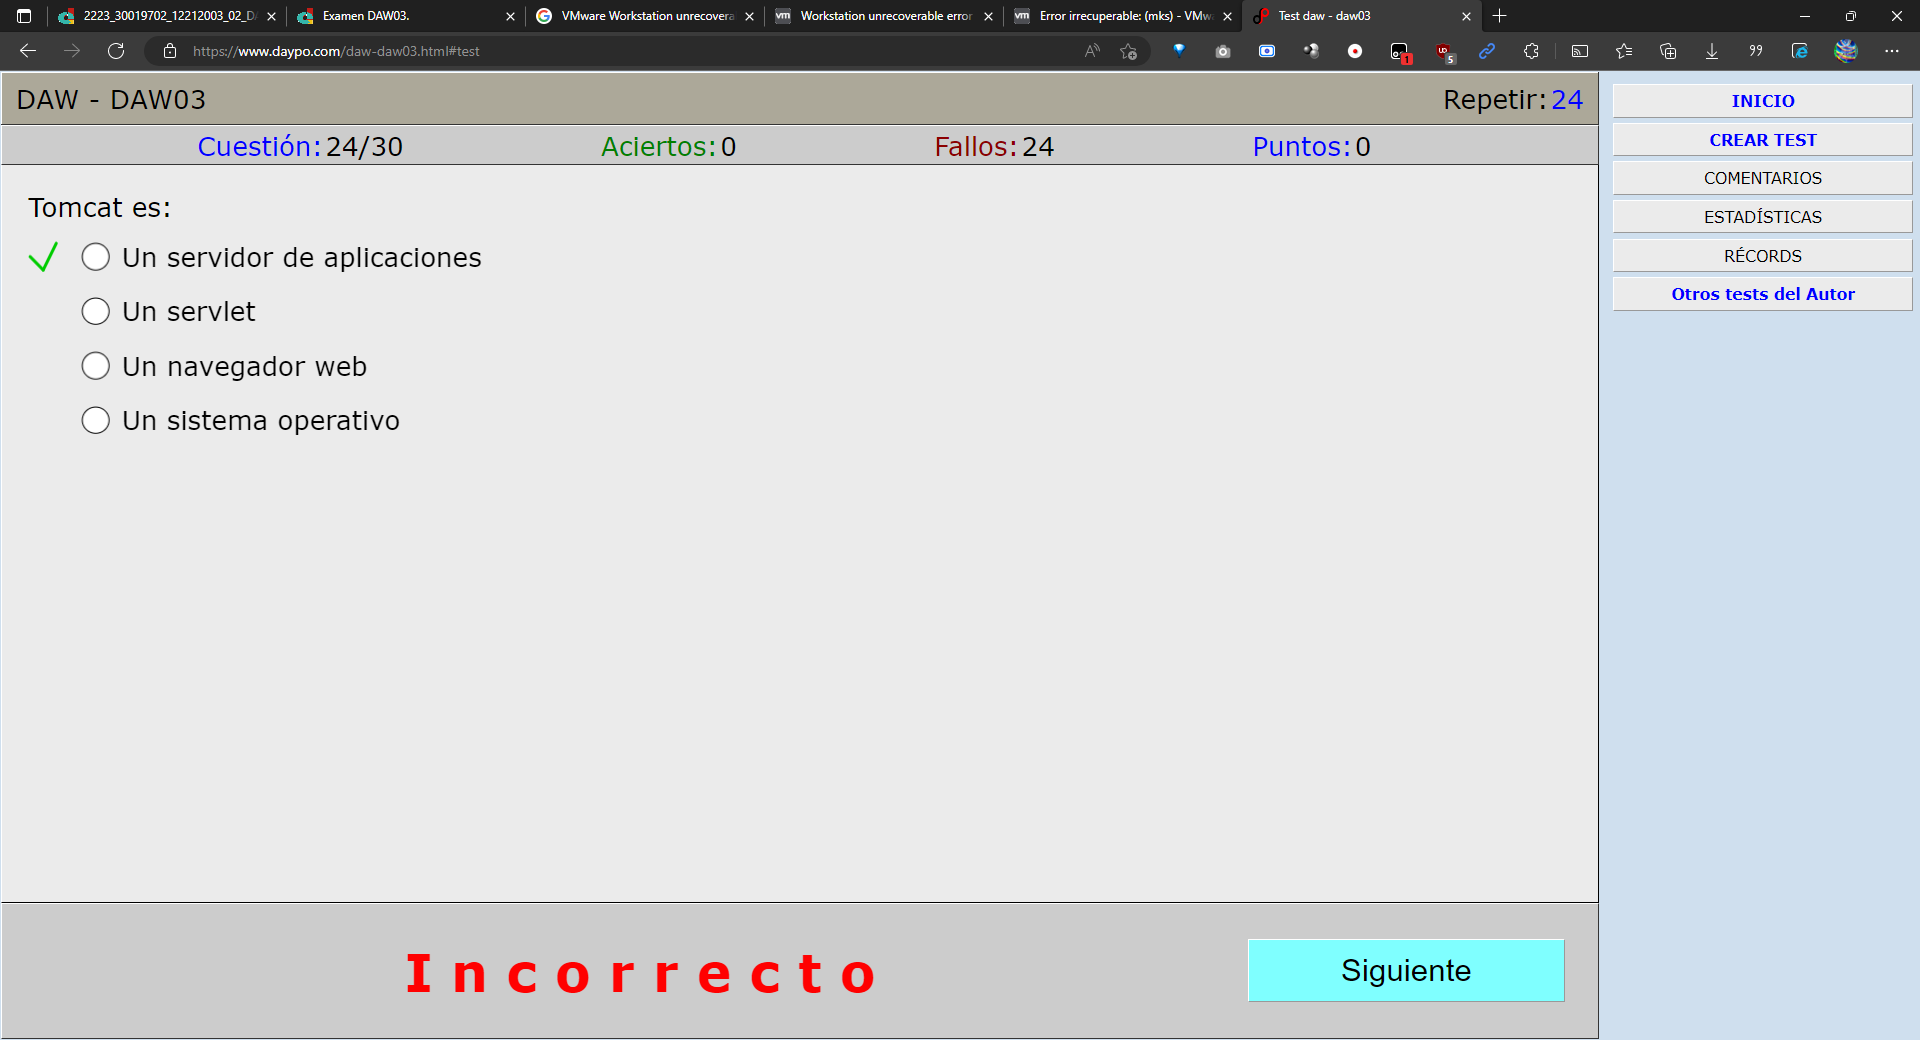 2223_30019702_12212003_02_D
Examen DAW03.
VMware Workstation unrecovera
Workstation unrecoverable error
Error irrecuperable: (mks) - VMw
Test daw - daw03
https://www.daypo.com/daw-daw03.html#test
1
5
DAW - DAW03
Repetir:24
Cuestión:24/30
Aciertos:0
Fallos:24
Puntos:0
Tomcat es:
Un servidor de aplicaciones
Un servlet
Un navegador web
Un sistema operativo
Incorrecto
Siguiente
INICIO
CREAR TEST
COMENTARIOS
ESTADÍSTICAS
RÉCORDS
Otros tests del Autor